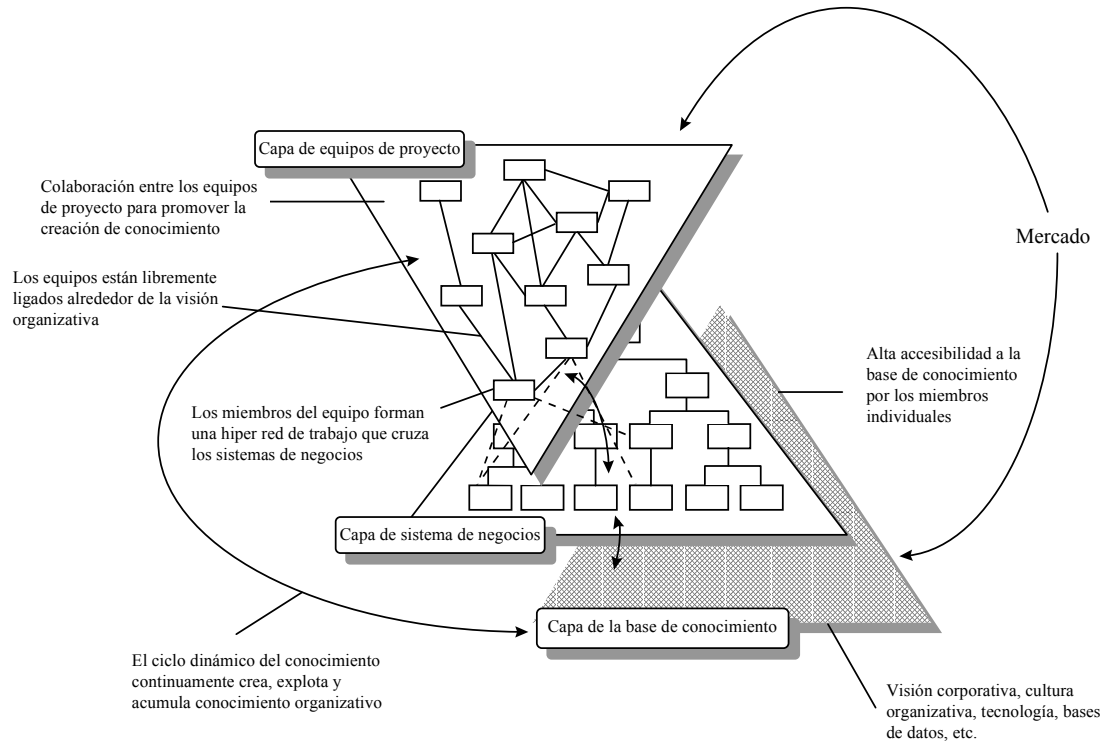 Capa de equipos de proyecto
Colaboración entre los equipos
de proyecto para promover la
creación de conocimiento
Mercado
Los equipos están libremente
ligados alrededor de la visión
organizativa
Alta accesibilidad a la
base de conocimiento
por los miembros
individuales
Los miembros del equipo forman
una hiper red de trabajo que cruza
los sistemas de negocios
Capa de sistema de negocios
Capa de la base de conocimiento
El ciclo dinámico del conocimiento
continuamente crea, explota y
acumula conocimiento organizativo
Visión corporativa, cultura
organizativa, tecnología, bases
de datos, etc.